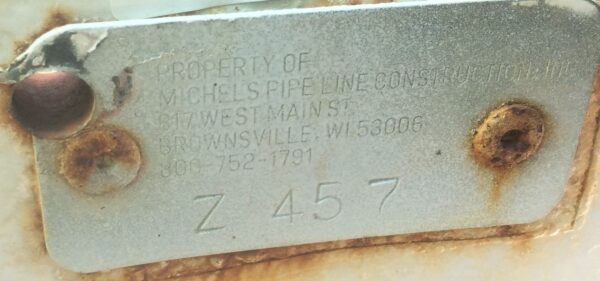 PROPERTY OF
MICHELS PIPE LINE CONSTRUCTION, INC.
817 WEST MAIN ST.
BROWNSVILLE, WI 53006
800-752-1791
Z 457